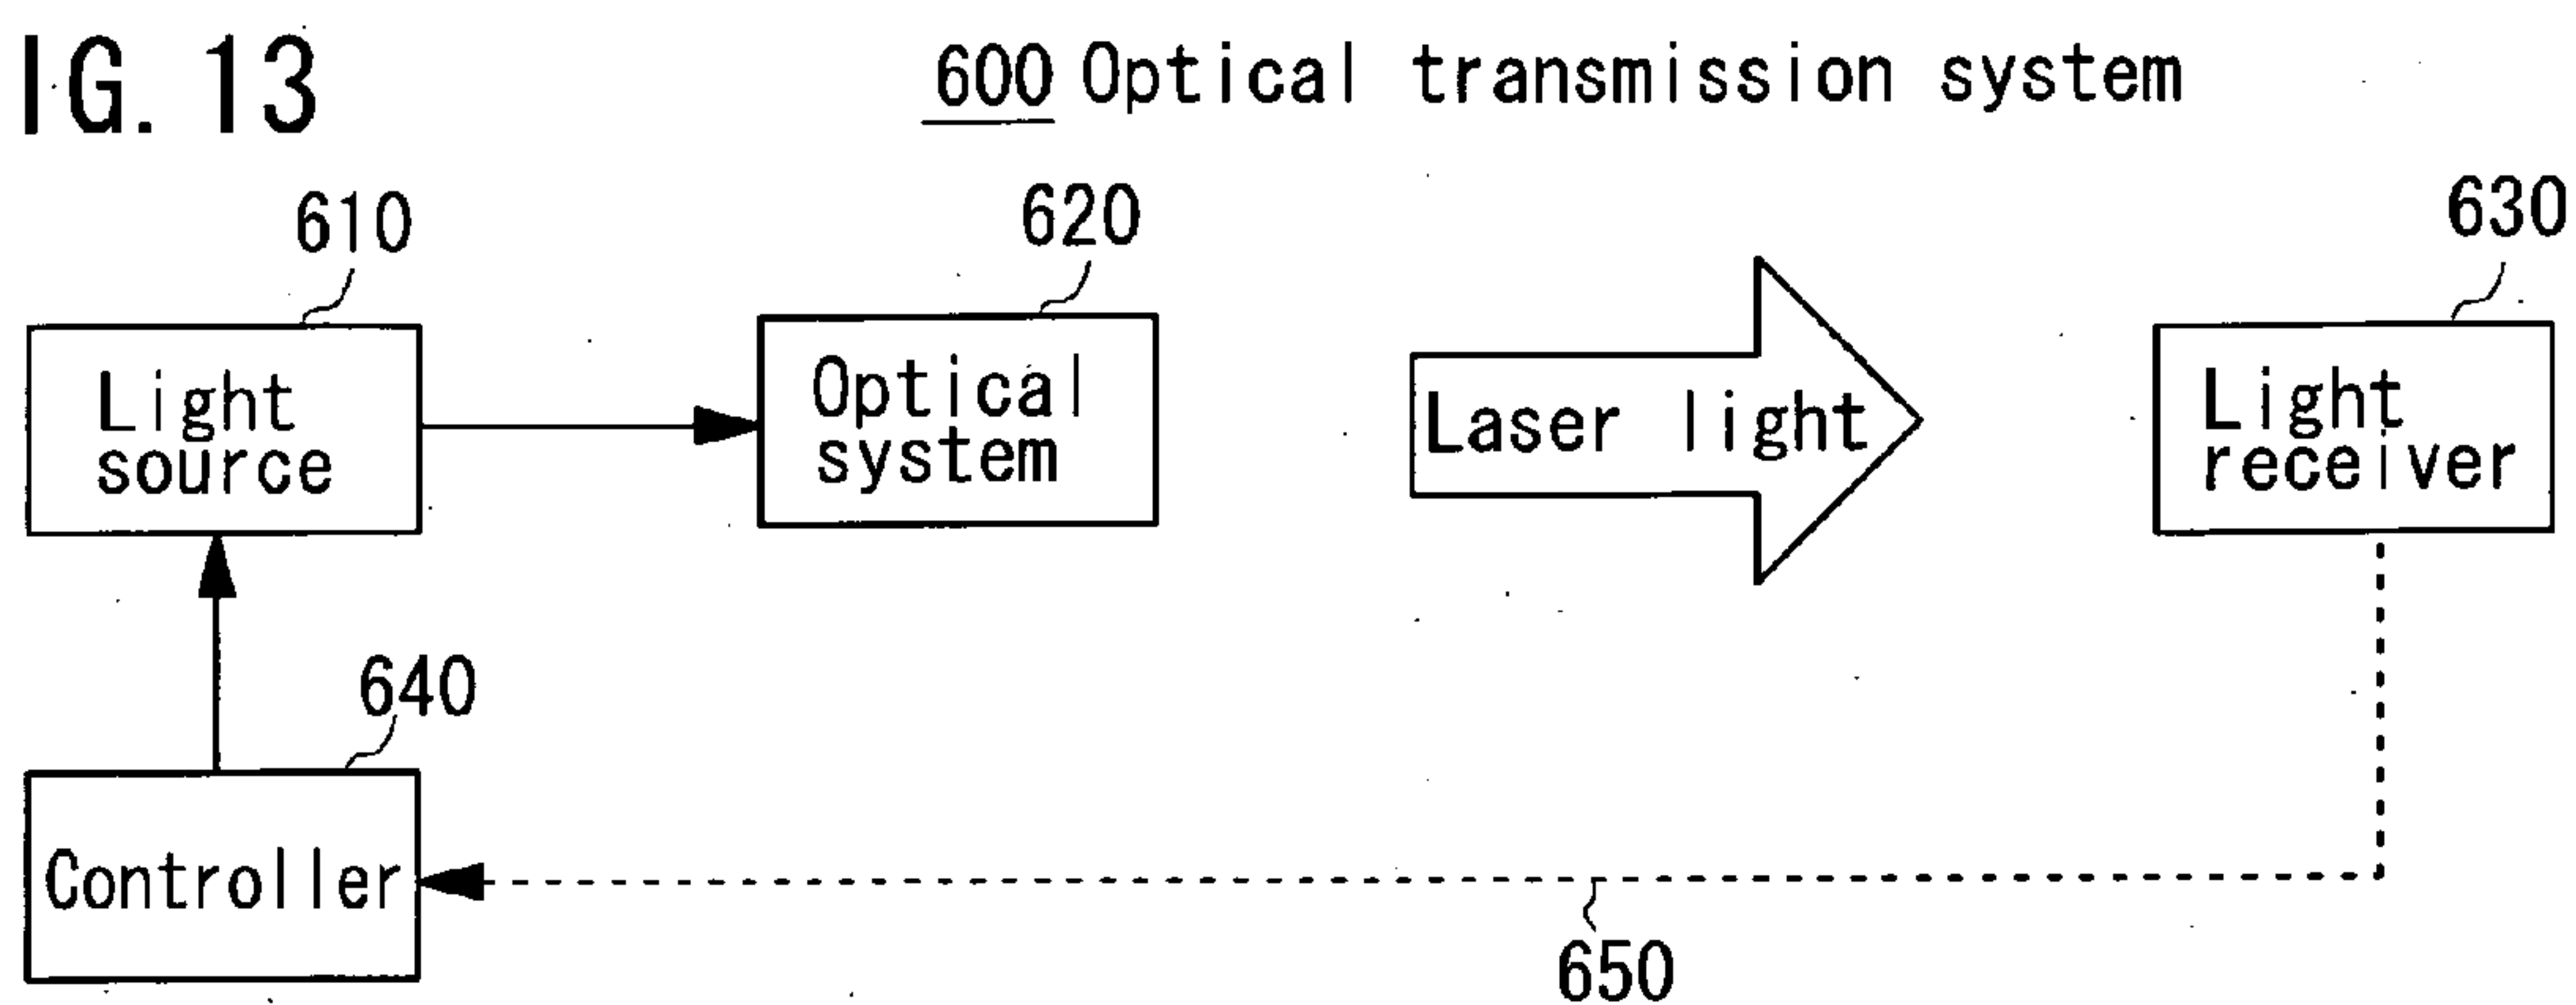 IG. 13
600 Optical transmission system
610
620
630
Light
source
Optical
system
Laser light
Light
receiver
640
Controller
650